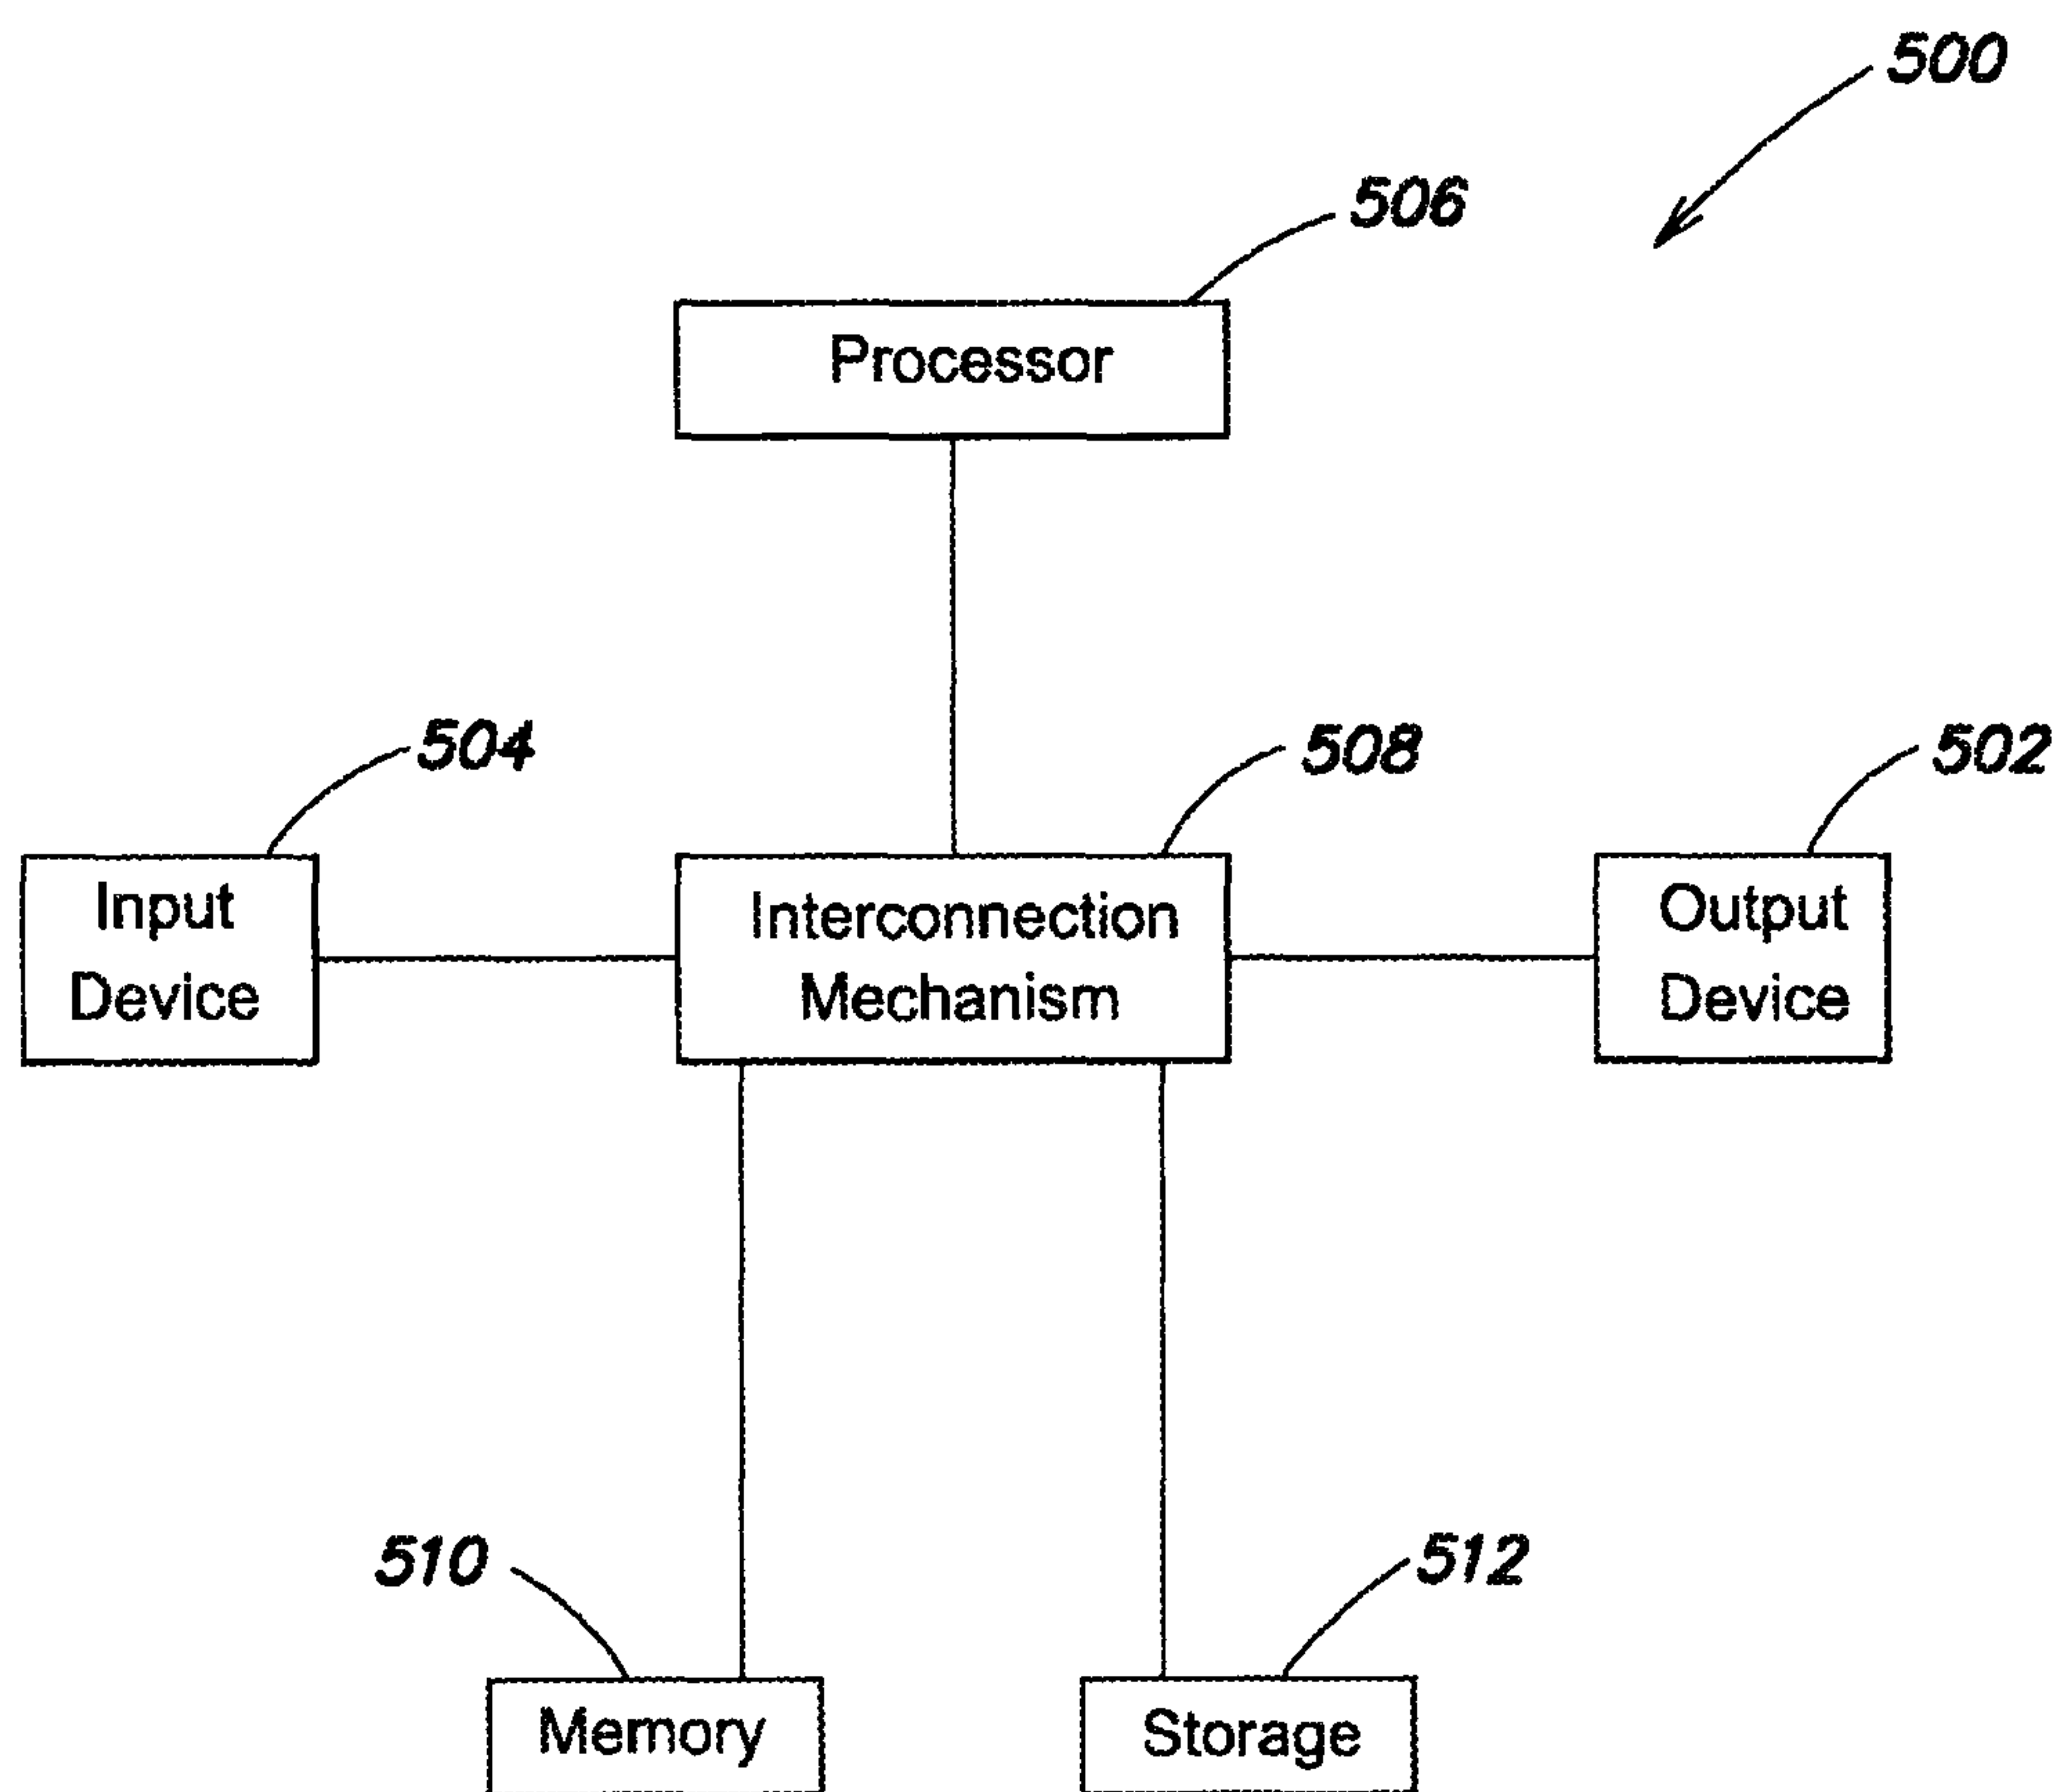 500
506
Processor
504
508
502
Input
Device
Interconnection
Mechanism
Output
Device
510
512
Memory
Storage